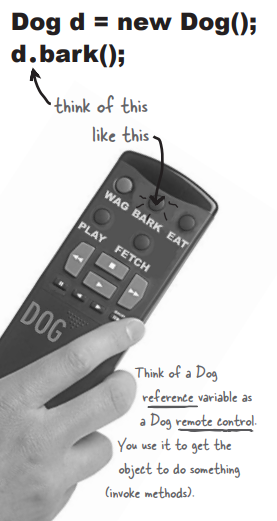 Dog d = new Dog();
d.bark();
think of this
like this
WAG
BARK
EAT
PLAY
FETCH
DOG
Think of a Dog
reference variable as
a Dog remote control.
You use it to get the
object to do something
(invoke methods).